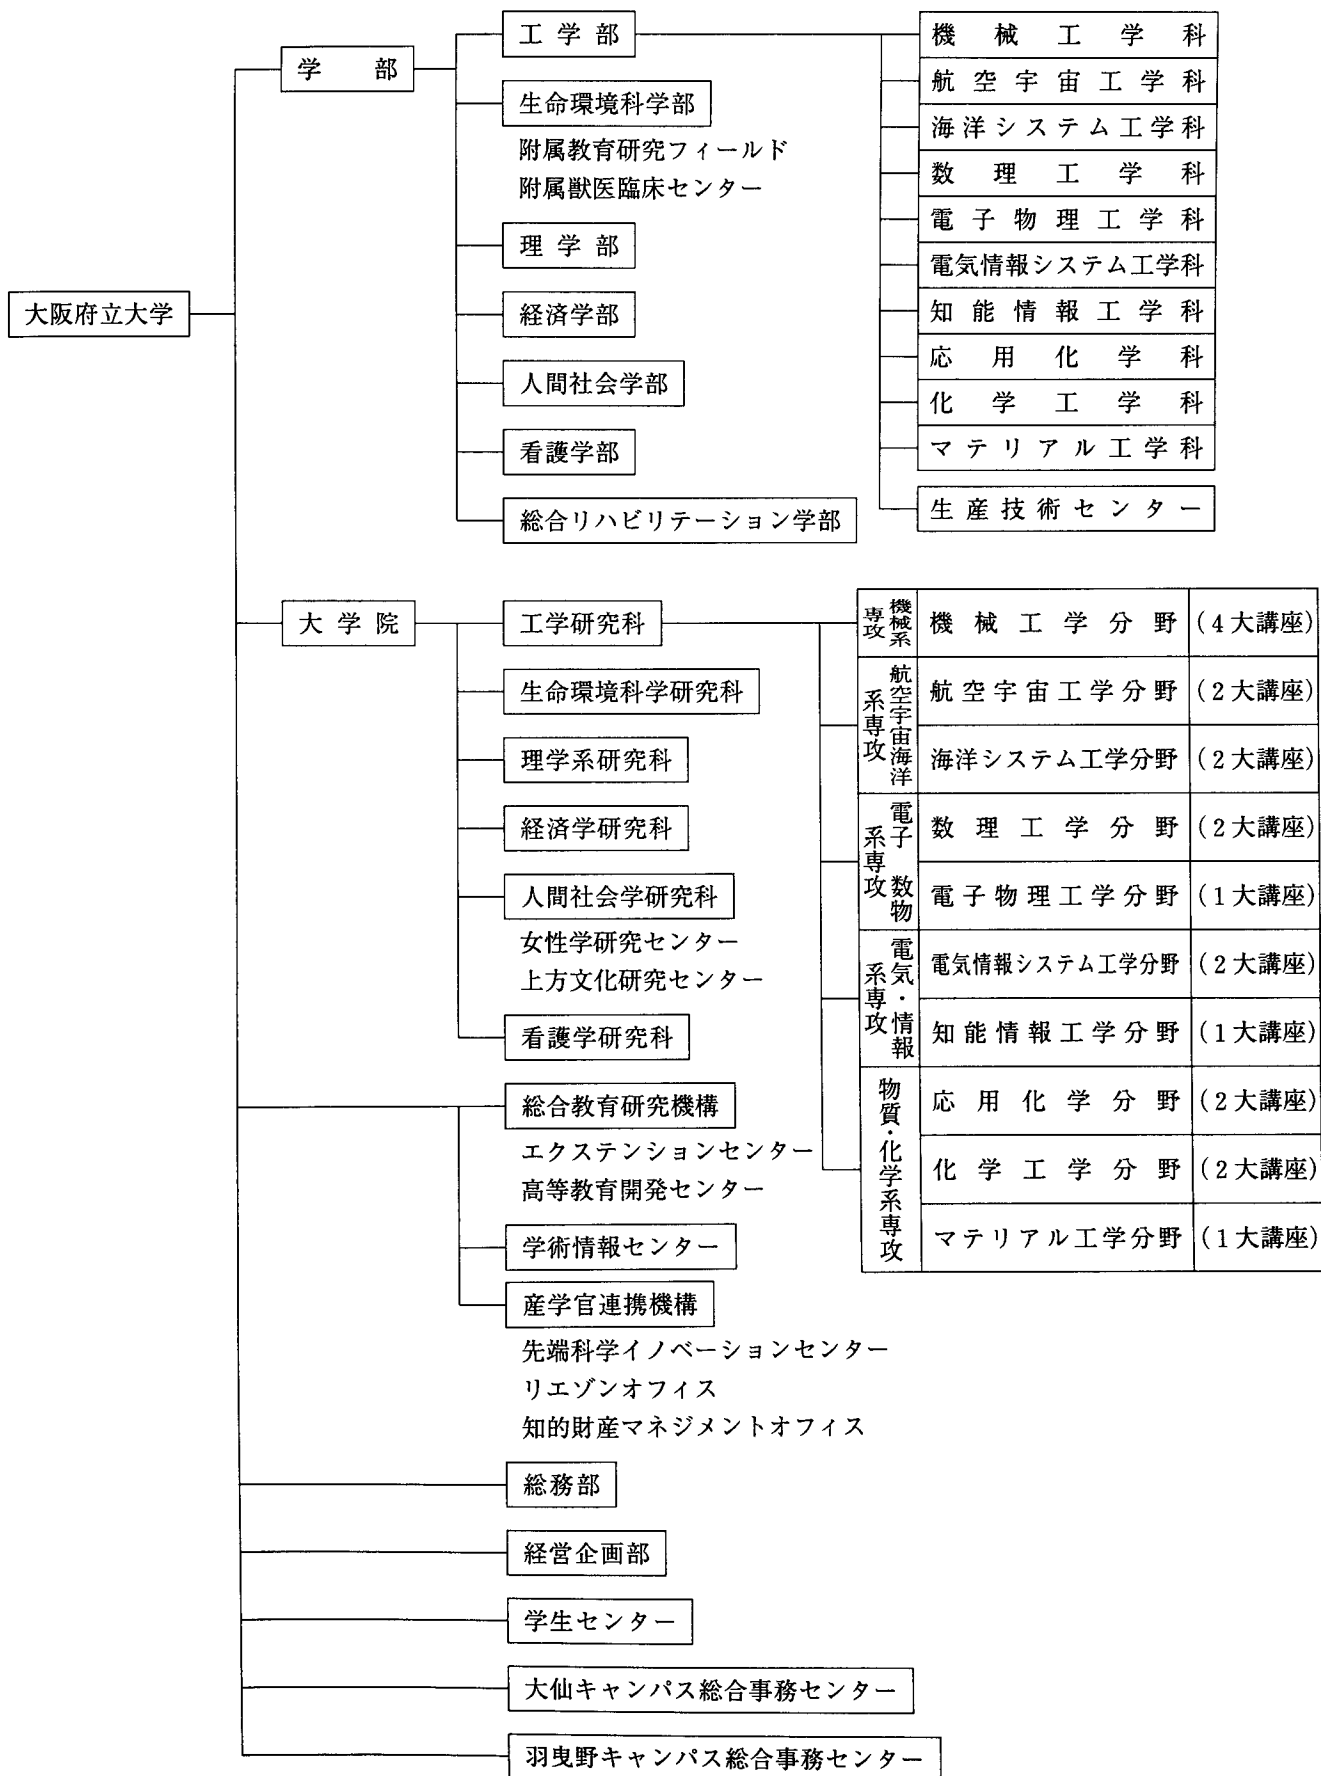 大阪府立大学
学部
工学部
機械工学科
航空宇宙工学科
海洋システム工学科
数理工学科
電子物理工学科
電気情報システム工学科
知能情報工学科
応用化学科
化学工学科
マテリアル工学科
生産技術センター
生命環境科学部
附属教育研究フィールド
附属獣医臨床センター
理学部
経済学部
人間社会学部
看護学部
総合リハビリテーション学部
大学院
工学研究科
機械系専攻
機械工学分野 (4大講座)
航空宇宙海洋系専攻
航空宇宙工学分野 (2大講座)
海洋システム工学分野 (2大講座)
電子 数物系専攻
数理工学分野 (2大講座)
電子物理工学分野 (1大講座)
電気・情報系専攻
電気情報システム工学分野 (2大講座)
知能情報工学分野 (1大講座)
物質・化学系専攻
応用化学分野 (2大講座)
化学工学分野 (2大講座)
マテリアル工学分野 (1大講座)
生命環境科学研究科
理学系研究科
経済学研究科
人間社会学研究科
女性学研究センター
上方文化研究センター
看護学研究科
総合教育研究機構
エクステンションセンター
高等教育開発センター
学術情報センター
産学官連携機構
先端科学イノベーションセンター
リエゾンオフィス
知的財産マネジメントオフィス
総務部
経営企画部
学生センター
大仙キャンパス総合事務センター
羽曳野キャンパス総合事務センター